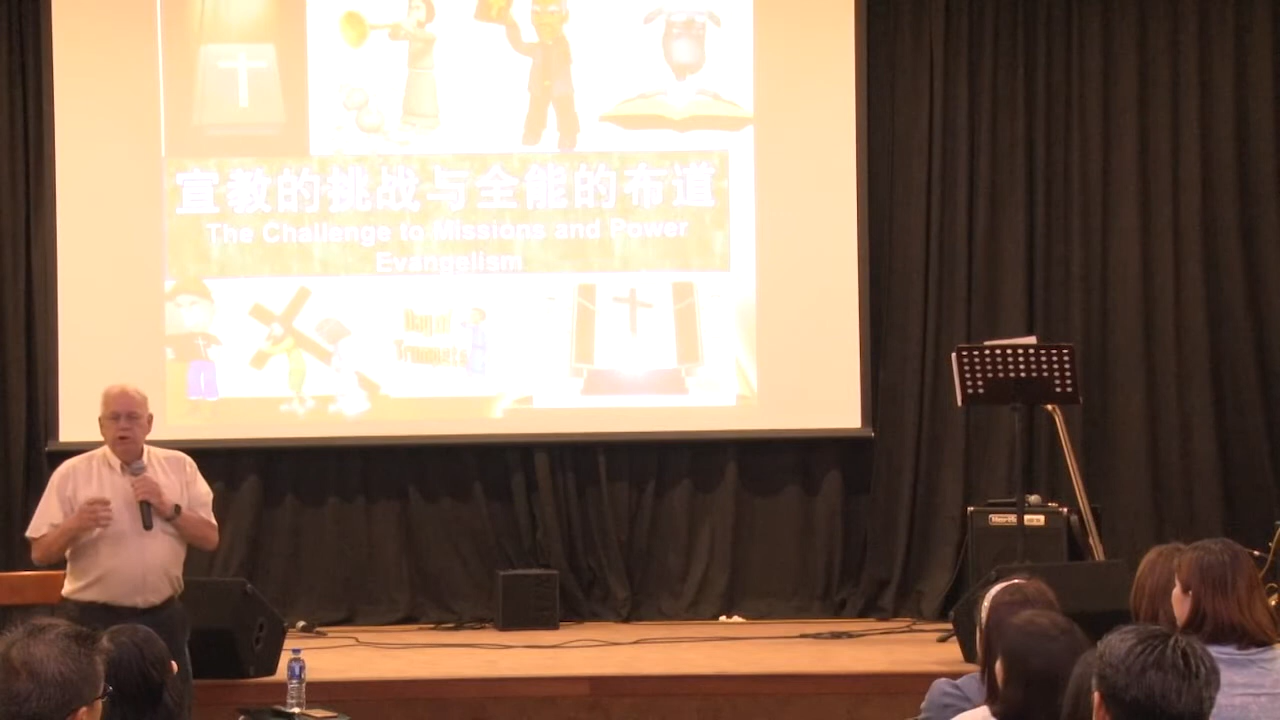 宣教的挑战与全能的布道
The Challenge to Missions and Power
Evangelism
Day of
Trumpets
Hartke